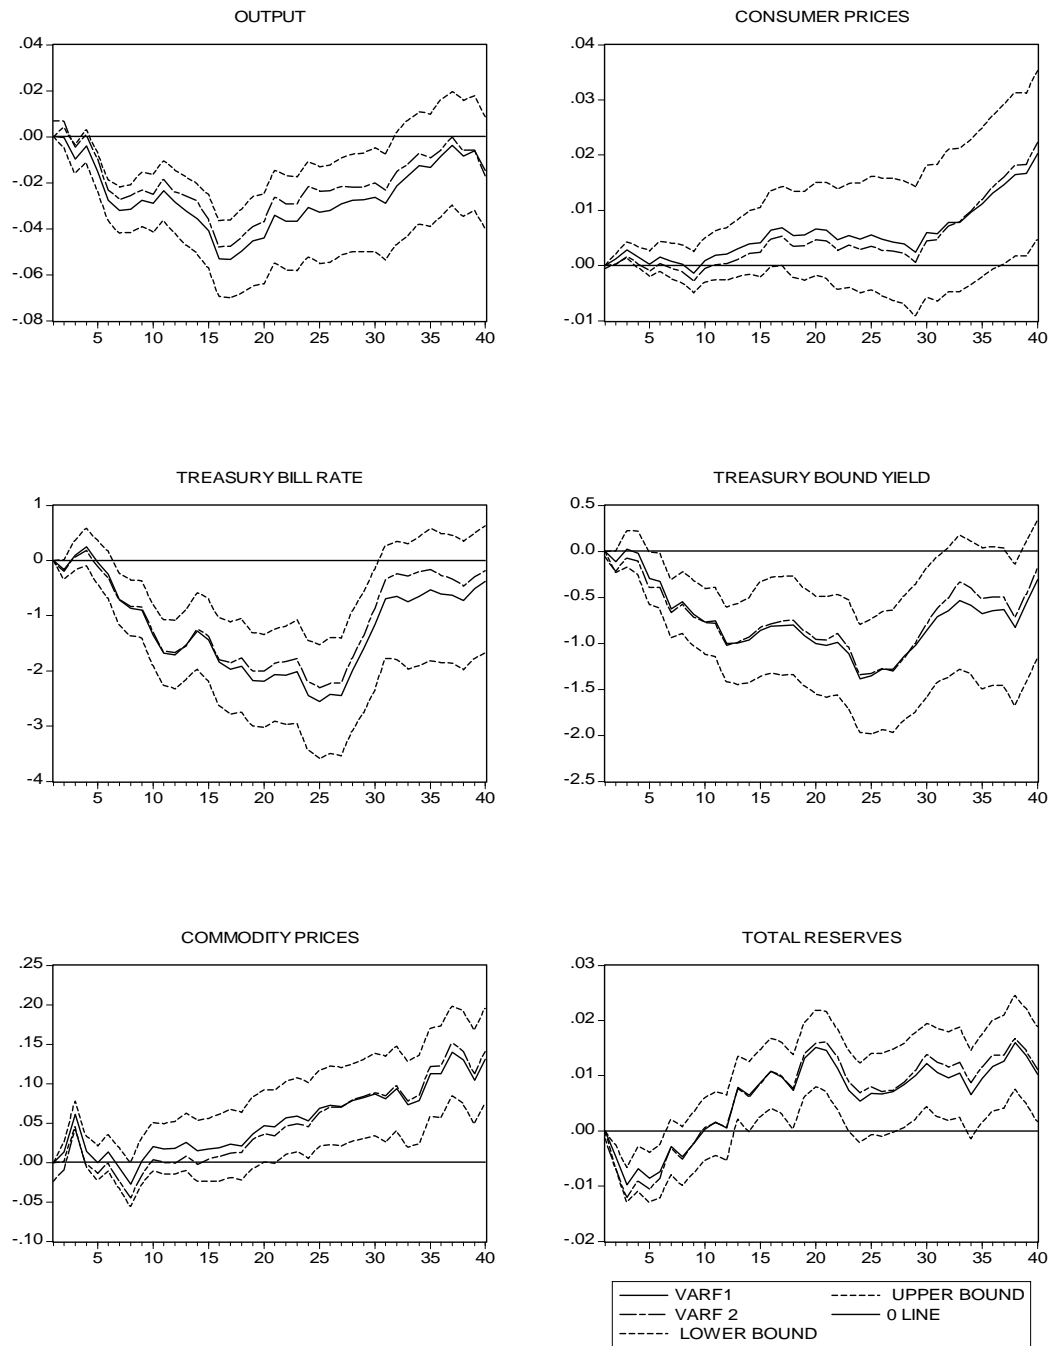 OUTPUT
.04
.02
.00
-.02
-.04
-.06
-.08
5 10 15 20 25 30 35 40
CONSUMER PRICES
.04
.03
.02
.01
.00
-.01
5 10 15 20 25 30 35 40
TREASURY BILL RATE
1
0
-1
-2
-3
-4
5 10 15 20 25 30 35 40
TREASURY BOUND YIELD
0.5
0.0
-0.5
-1.0
-1.5
-2.0
-2.5
5 10 15 20 25 30 35 40
COMMODITY PRICES
.25
.20
.15
.10
.05
.00
-.05
-.10
5 10 15 20 25 30 35 40
TOTAL RESERVES
.03
.02
.01
.00
-.01
-.02
5 10 15 20 25 30 35 40
VARF1 UPPER BOUND
VARF 2 0 LINE
LOWER BOUND